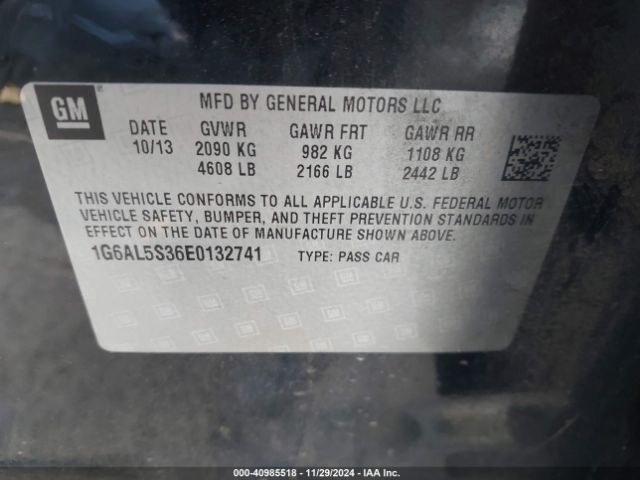 GM
MFD BY GENERAL MOTORS LLC
DATE GVWR GAWR FRT GAWR RR
10/13 2090 KG 982 KG 1108 KG
4608 LB 2166 LB 2442 LB
THIS VEHICLE CONFORMS TO ALL APPLICABLE U.S. FEDERAL MOTOR
VEHICLE SAFETY, BUMPER, AND THEFT PREVENTION STANDARDS IN
EFFECT ON THE DATE OF MANUFACTURE SHOWN ABOVE.
1G6AL5S36E0132741 TYPE: PASS CAR
000-40985518 | 11/29/2024 | IAA Inc.